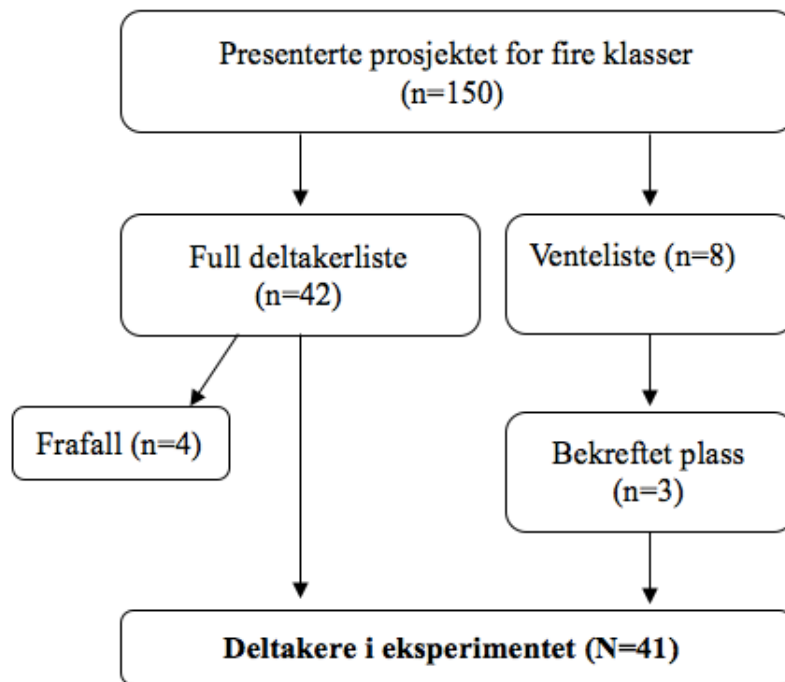 Presenterte prosjektet for fire klasser
(n=150)
Full deltakerliste
(n=42)
Venteliste (n=8)
Frafall (n=4)
Bekreftet plass
(n=3)
Deltakere i eksperimentet (N=41)